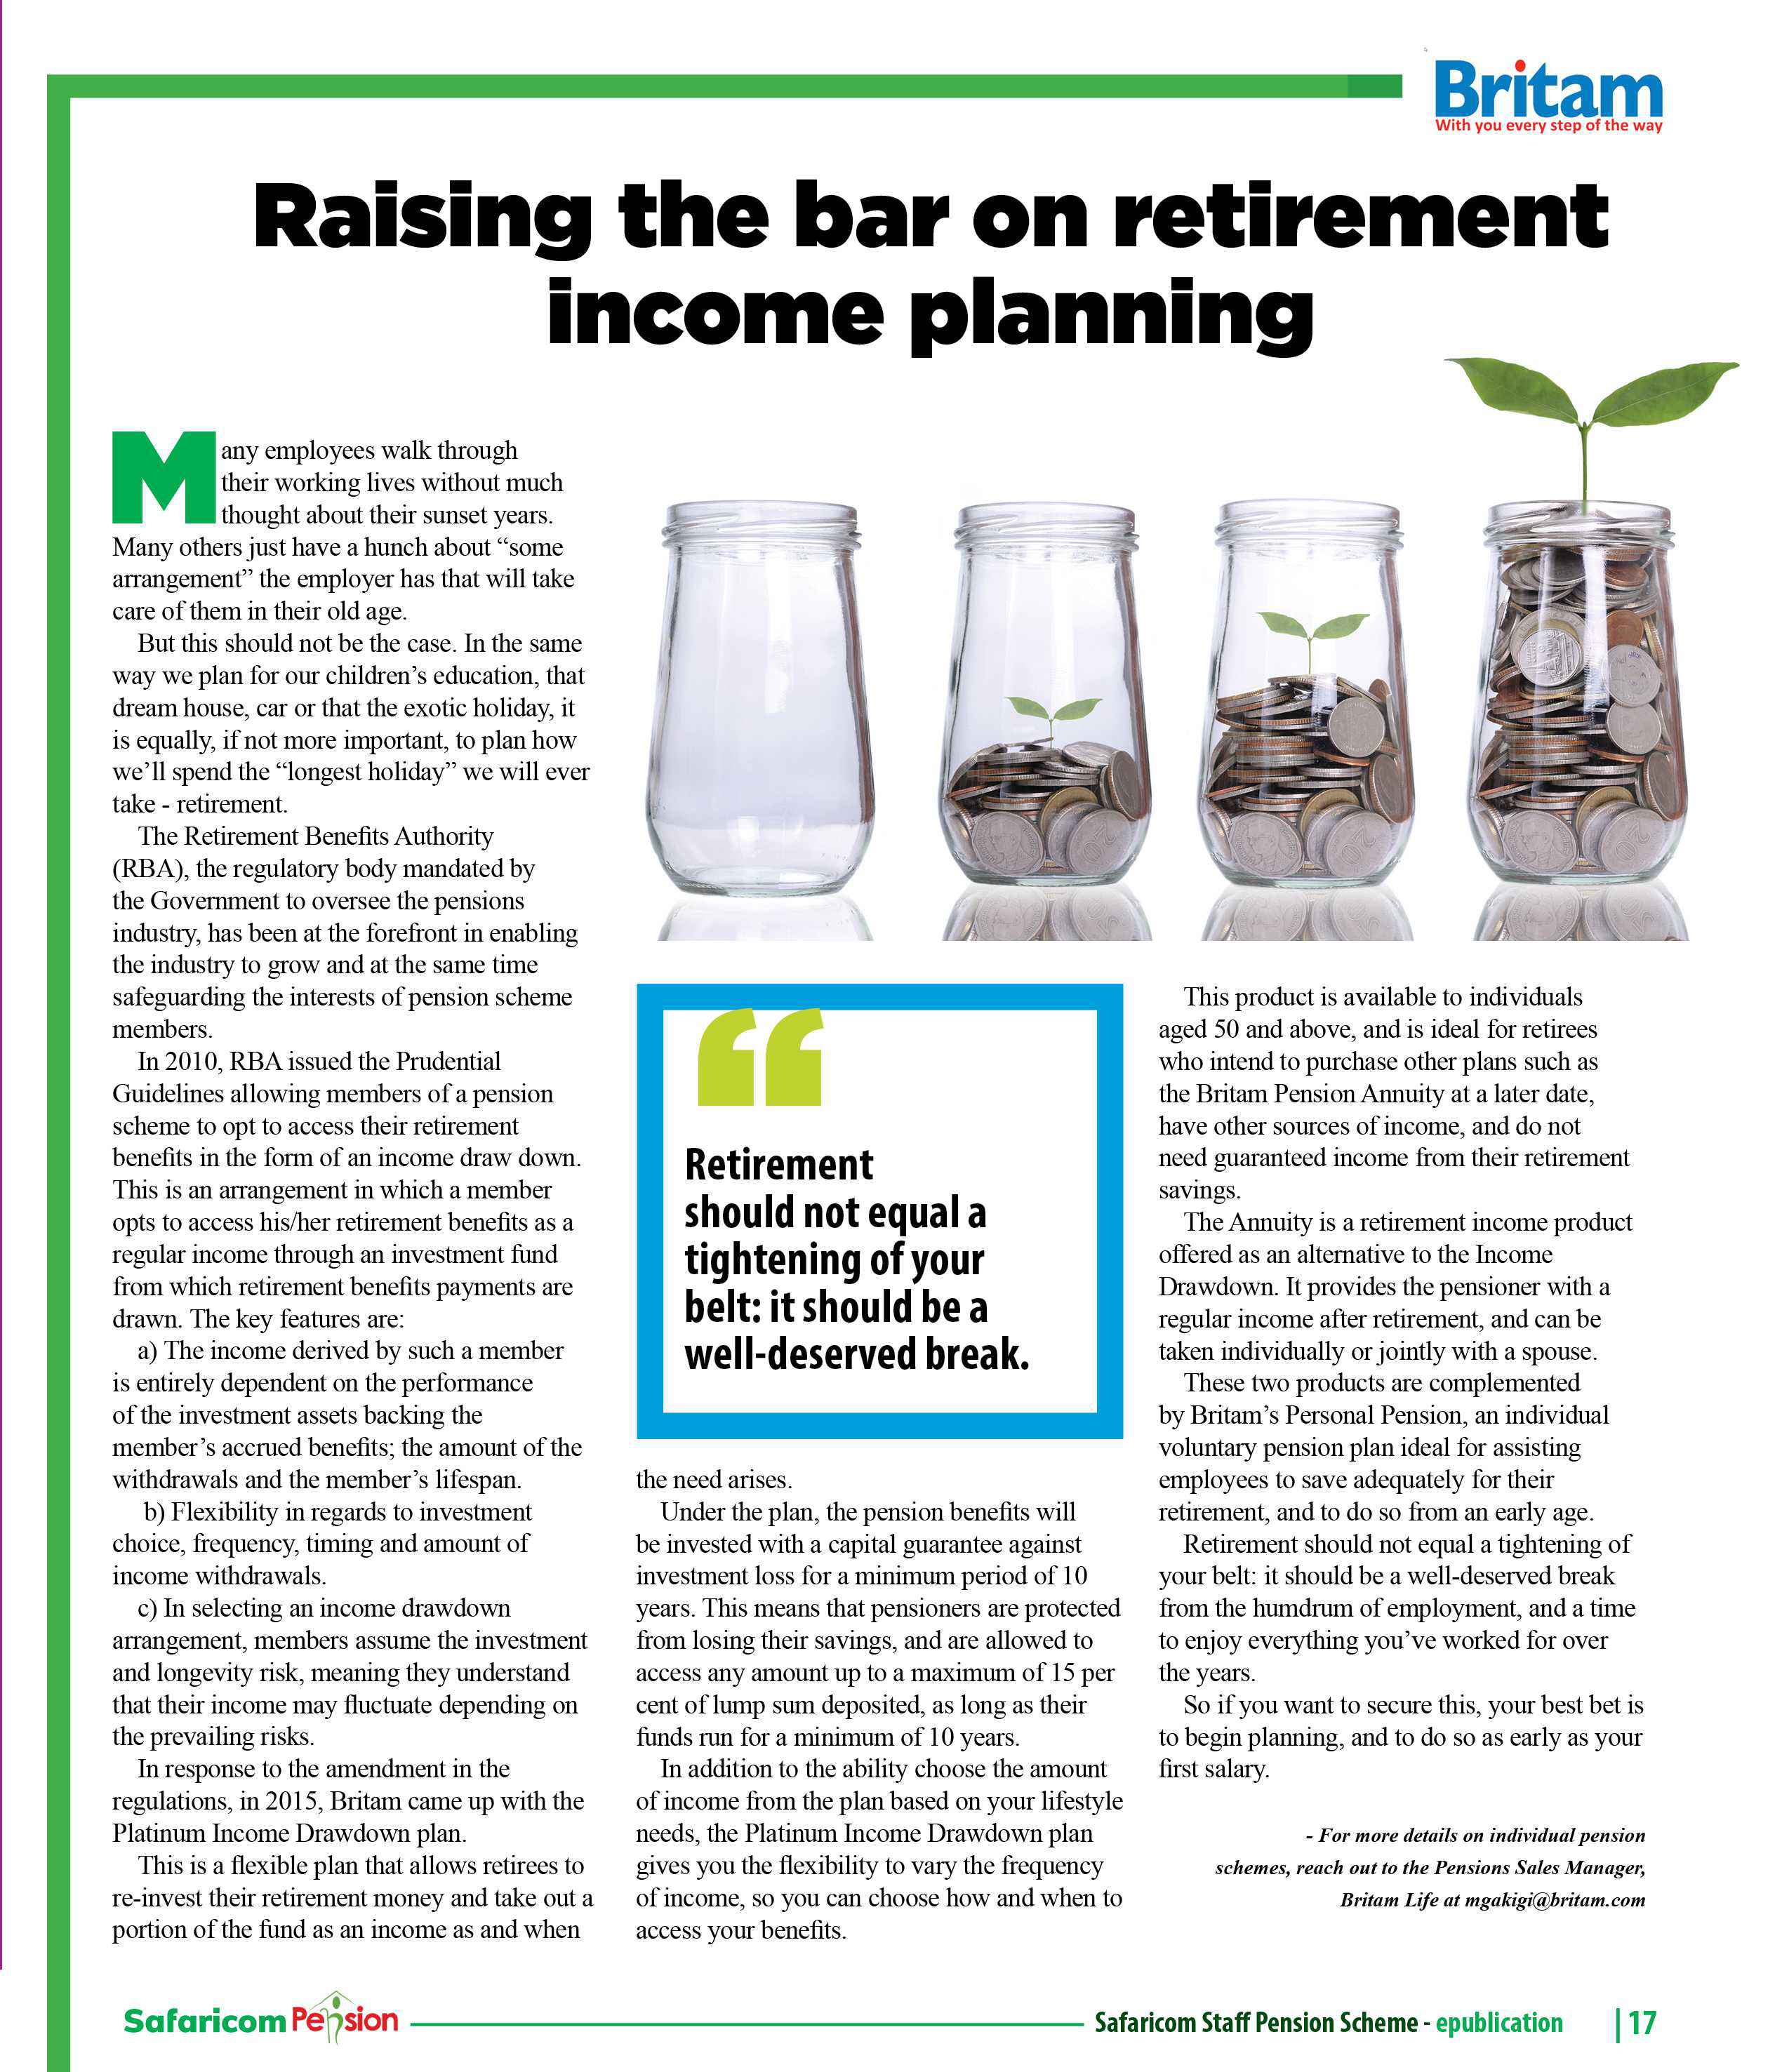 Britam
With you every step of the way
Raising the bar on retirement
income planning
Many employees walk through
their working lives without much
thought about their sunset years.
Many others just have a hunch about “some
arrangement” the employer has that will take
care of them in their old age.
But this should not be the case. In the same
way we plan for our children’s education, that
dream house, car or that the exotic holiday, it
is equally, if not more important, to plan how
we’ll spend the “longest holiday” we will ever
take - retirement.
The Retirement Benefits Authority
(RBA), the regulatory body mandated by
the Government to oversee the pensions
industry, has been at the forefront in enabling
the industry to grow and at the same time
safeguarding the interests of pension scheme
members.
In 2010, RBA issued the Prudential
Guidelines allowing members of a pension
scheme to opt to access their retirement
benefits in the form of an income draw down.
This is an arrangement in which a member
opts to access his/her retirement benefits as a
regular income through an investment fund
from which retirement benefits payments are
drawn. The key features are:
a) The income derived by such a member
is entirely dependent on the performance
of the investment assets backing the
member’s accrued benefits; the amount of the
withdrawals and the member’s lifespan.
b) Flexibility in regards to investment
choice, frequency, timing and amount of
income withdrawals.
c) In selecting an income drawdown
arrangement, members assume the investment
and longevity risk, meaning they understand
that their income may fluctuate depending on
the prevailing risks.
In response to the amendment in the
regulations, in 2015, Britam came up with the
Platinum Income Drawdown plan.
This is a flexible plan that allows retirees to
re-invest their retirement money and take out a
portion of the fund as an income as and when
“
Retirement
should not equal a
tightening of your
belt: it should be a
well-deserved break.
the need arises.
Under the plan, the pension benefits will
be invested with a capital guarantee against
investment loss for a minimum period of 10
years. This means that pensioners are protected
from losing their savings, and are allowed to
access any amount up to a maximum of 15 per
cent of lump sum deposited, as long as their
funds run for a minimum of 10 years.
In addition to the ability choose the amount
of income from the plan based on your lifestyle
needs, the Platinum Income Drawdown plan
gives you the flexibility to vary the frequency
of income, so you can choose how and when to
access your benefits.
This product is available to individuals
aged 50 and above, and is ideal for retirees
who intend to purchase other plans such as
the Britam Pension Annuity at a later date,
have other sources of income, and do not
need guaranteed income from their retirement
savings.
The Annuity is a retirement income product
offered as an alternative to the Income
Drawdown. It provides the pensioner with a
regular income after retirement, and can be
taken individually or jointly with a spouse.
These two products are complemented
by Britam’s Personal Pension, an individual
voluntary pension plan ideal for assisting
employees to save adequately for their
retirement, and to do so from an early age.
Retirement should not equal a tightening of
your belt: it should be a well-deserved break
from the humdrum of employment, and a time
to enjoy everything you’ve worked for over
the years.
So if you want to secure this, your best bet is
to begin planning, and to do so as early as your
first salary.
- For more details on individual pension
schemes, reach out to the Pensions Sales Manager,
Britam Life at mgakigi@britam.com
Safaricom Pension
Safaricom Staff Pension Scheme - epublication
| 17